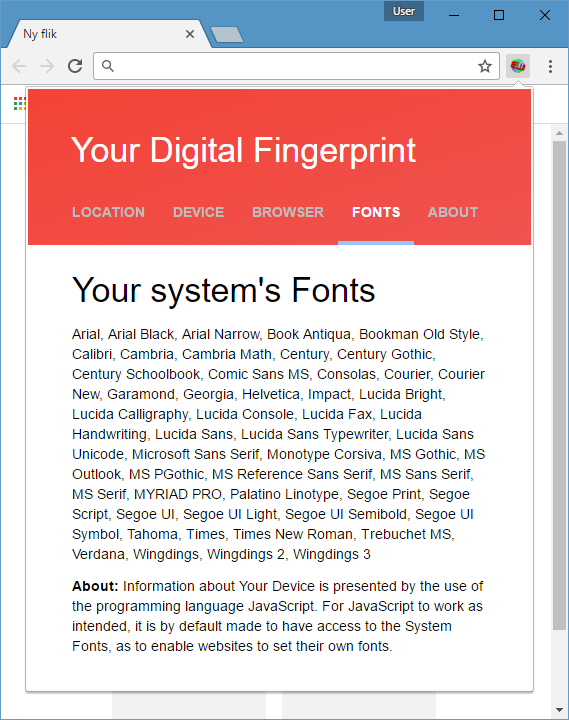 User
Ny flik
Your Digital Fingerprint
LOCATION DEVICE BROWSER FONTS ABOUT
Your system's Fonts
Arial, Arial Black, Arial Narrow, Book Antiqua, Bookman Old Style,
Calibri, Cambria, Cambria Math, Century, Century Gothic,
Century Schoolbook, Comic Sans MS, Consolas, Courier, Courier
New, Garamond, Georgia, Helvetica, Impact, Lucida Bright,
Lucida Calligraphy, Lucida Console, Lucida Fax, Lucida
Handwriting, Lucida Sans, Lucida Sans Typewriter, Lucida Sans
Unicode, Microsoft Sans Serif, Monotype Corsiva, MS Gothic, MS
Outlook, MS PGothic, MS Reference Sans Serif, MS Sans Serif,
MS Serif, MYRIAD PRO, Palatino Linotype, Segoe Print, Segoe
Script, Segoe UI, Segoe UI Light, Segoe UI Semibold, Segoe UI
Symbol, Tahoma, Times, Times New Roman, Trebuchet MS,
Verdana, Wingdings, Wingdings 2, Wingdings 3
About: Information about Your Device is presented by the use of
the programming language JavaScript. For JavaScript to work as
intended, it is by default made to have access to the System
Fonts, as to enable websites to set their own fonts.